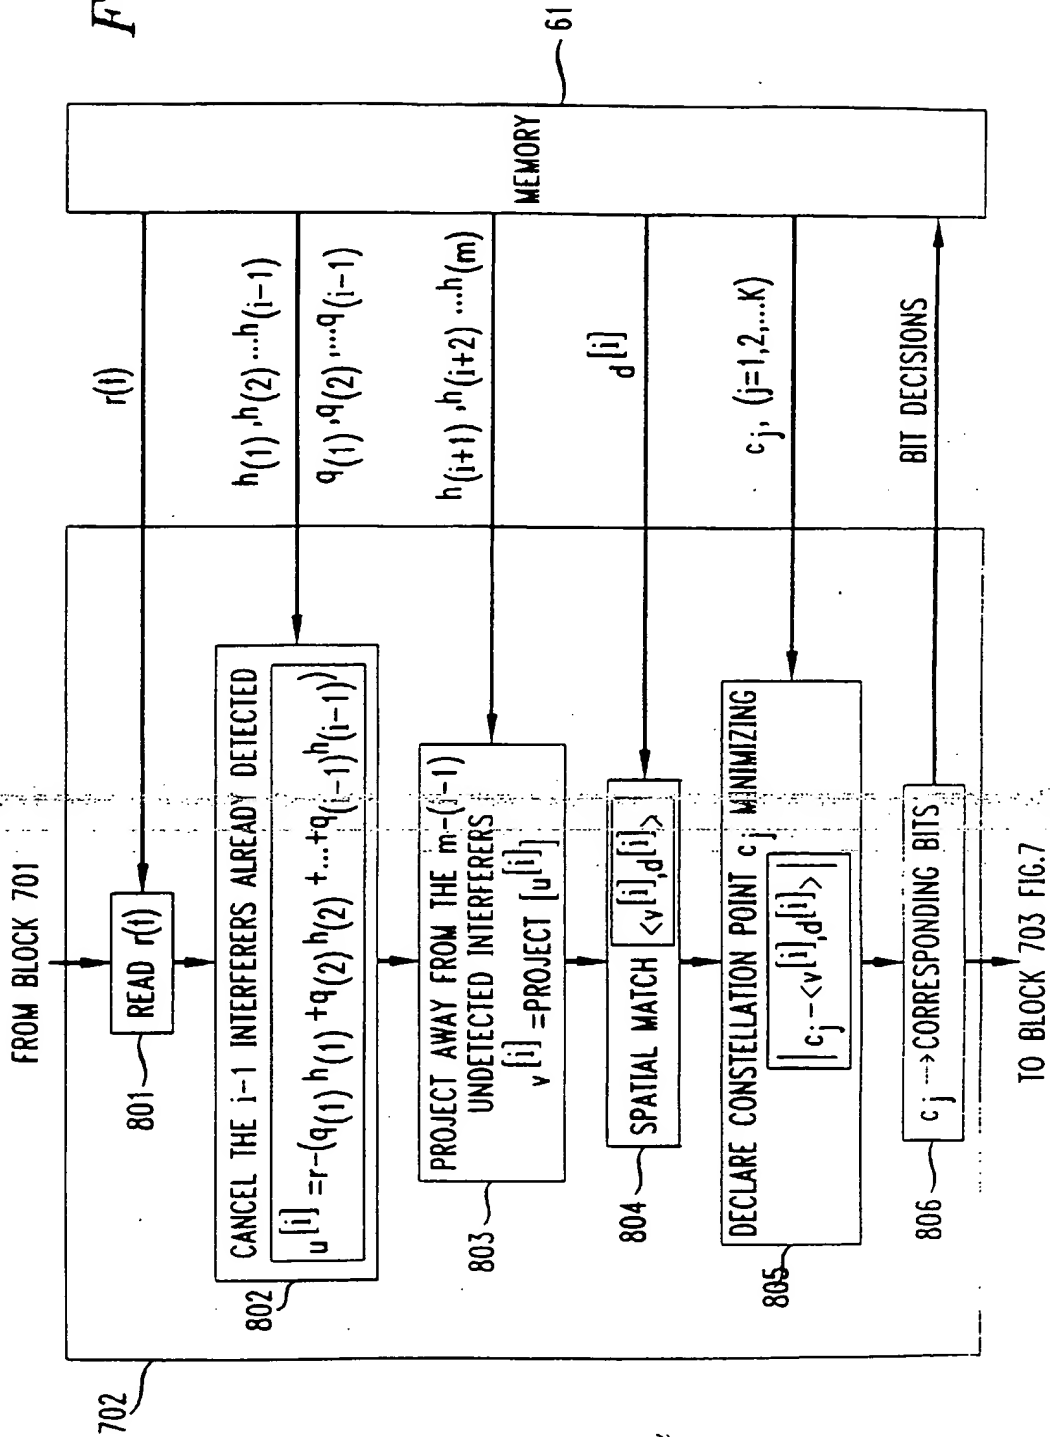 F
FROM BLOCK 701
702
801
READ r(t)
r(t)
802
CANCEL THE i-1 INTERFERERS ALREADY DETECTED
u[i] =r-(q(1) h(1) +q(2) h(2) +...+q(i-1) h(i-1))
h(1) ,h(2) ...h(i-1)
q(1) ,q(2) ,...q(i-1)
803
PROJECT AWAY FROM THE m-(i-1)
UNDETECTED INTERFERERS
v[i] =PROJECT [u[i]]
h(i+1) ,h(i+2) ...h(m)
804
SPATIAL MATCH <v[i],d[i]>
d[i]
805
DECLARE CONSTELLATION POINT cj MINIMIZING
|cj-<v[i],d[i]>|
cj, (j=1,2,...K)
806
cj --→CORRESPONDING BITS
BIT DECISIONS
MEMORY
61
TO BLOCK 703 FIG.7